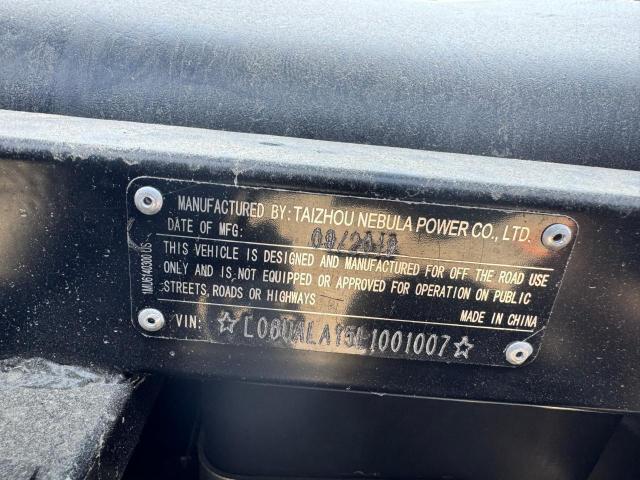 MANUFACTURED BY: TAIZHOU NEBULA POWER CO., LTD.
DATE OF MFG:
THIS VEHICLE IS DESIGNED AND MANUFACTURED FOR OFF THE ROAD USE
ONLY AND IS NOT EQUIPPED OR APPROVED FOR OPERATION ON PUBLIC
STREETS, ROADS OR HIGHWAYS
MADE IN CHINA
VIN: